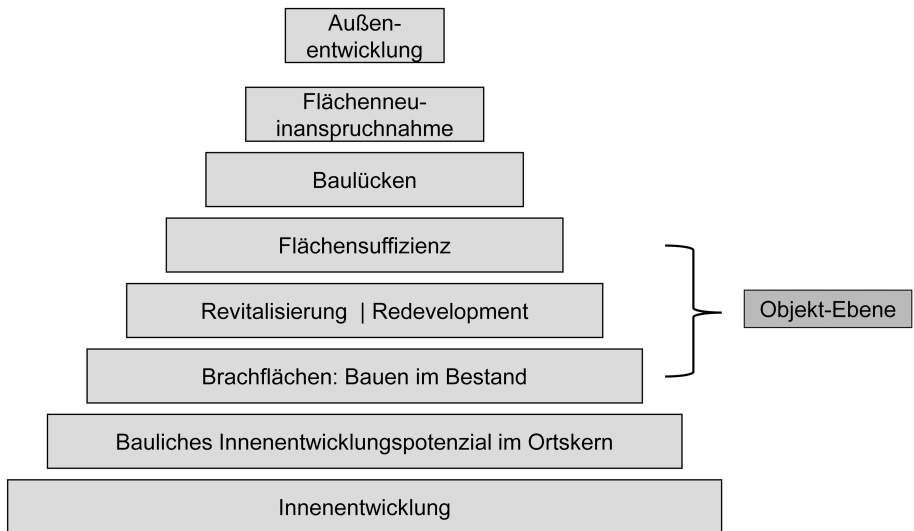 Außen-
entwicklung
Flächenneu-
inanspruchnahme
Baulücken
Flächensuffizienz
Revitalisierung | Redevelopment
Objekt-Ebene
Brachflächen: Bauen im Bestand
Bauliches Innenentwicklungspotenzial im Ortskern
Innenentwicklung